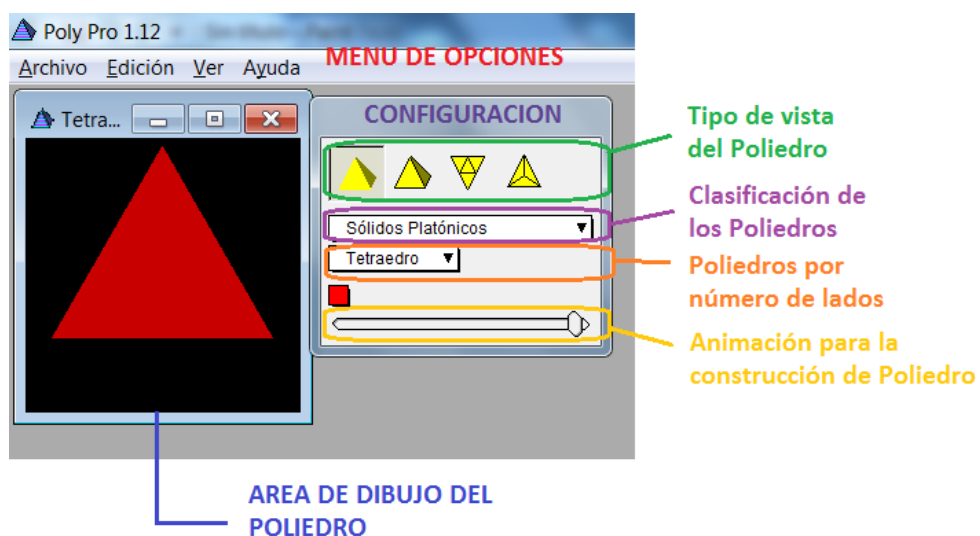 Poly Pro 1.12
Archivo Edición Ver Ayuda
MENU DE OPCIONES
Tetra...
CONFIGURACION
Sólidos Platónicos
Tetraedro
Tipo de vista
del Poliedro
Clasificación de
los Poliedros
Poliedros por
número de lados
Animación para la
construcción de Poliedro
AREA DE DIBUJO DEL
POLIEDRO